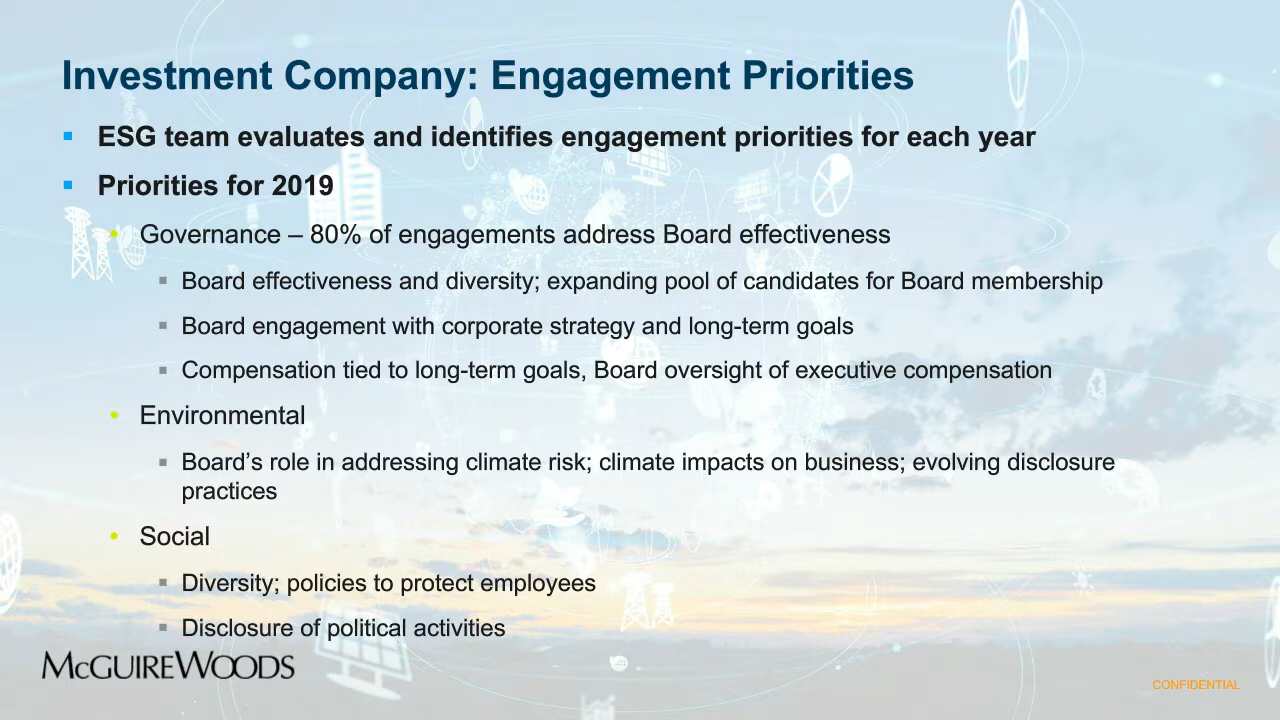 Investment Company: Engagement Priorities
▪ ESG team evaluates and identifies engagement priorities for each year
▪ Priorities for 2019
• Governance – 80% of engagements address Board effectiveness
▪ Board effectiveness and diversity; expanding pool of candidates for Board membership
▪ Board engagement with corporate strategy and long-term goals
▪ Compensation tied to long-term goals, Board oversight of executive compensation
• Environmental
▪ Board’s role in addressing climate risk; climate impacts on business; evolving disclosure
practices
• Social
▪ Diversity; policies to protect employees
▪ Disclosure of political activities
McGuireWoods
CONFIDENTIAL